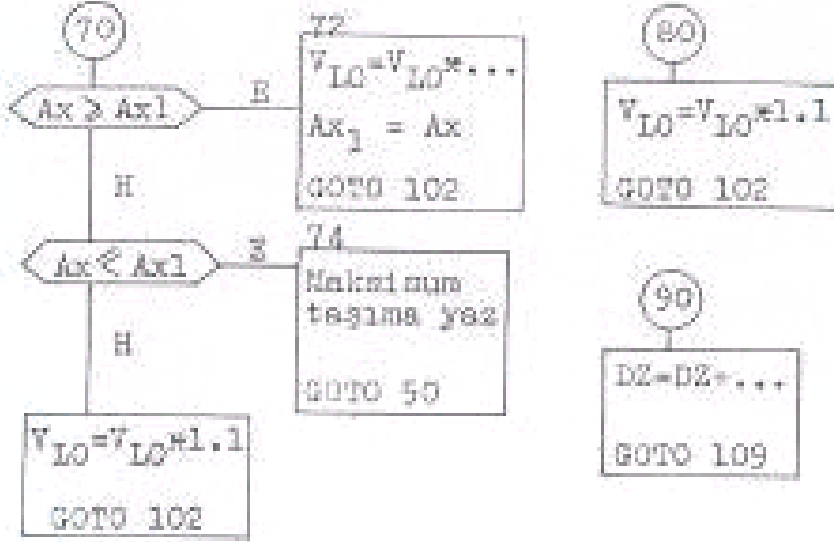 70
Ax ⩾ Ax1
E
72
V_LO=V_LO*...
Ax_1 = Ax
GOTO 102
H
Ax < Ax1
E
74
Maksimum
taşıma yaz
GOTO 50
H
V_LO=V_LO*1.1
GOTO 102
80
V_LO=V_LO*1.1
GOTO 102
90
DZ=DZ+...
GOTO 109